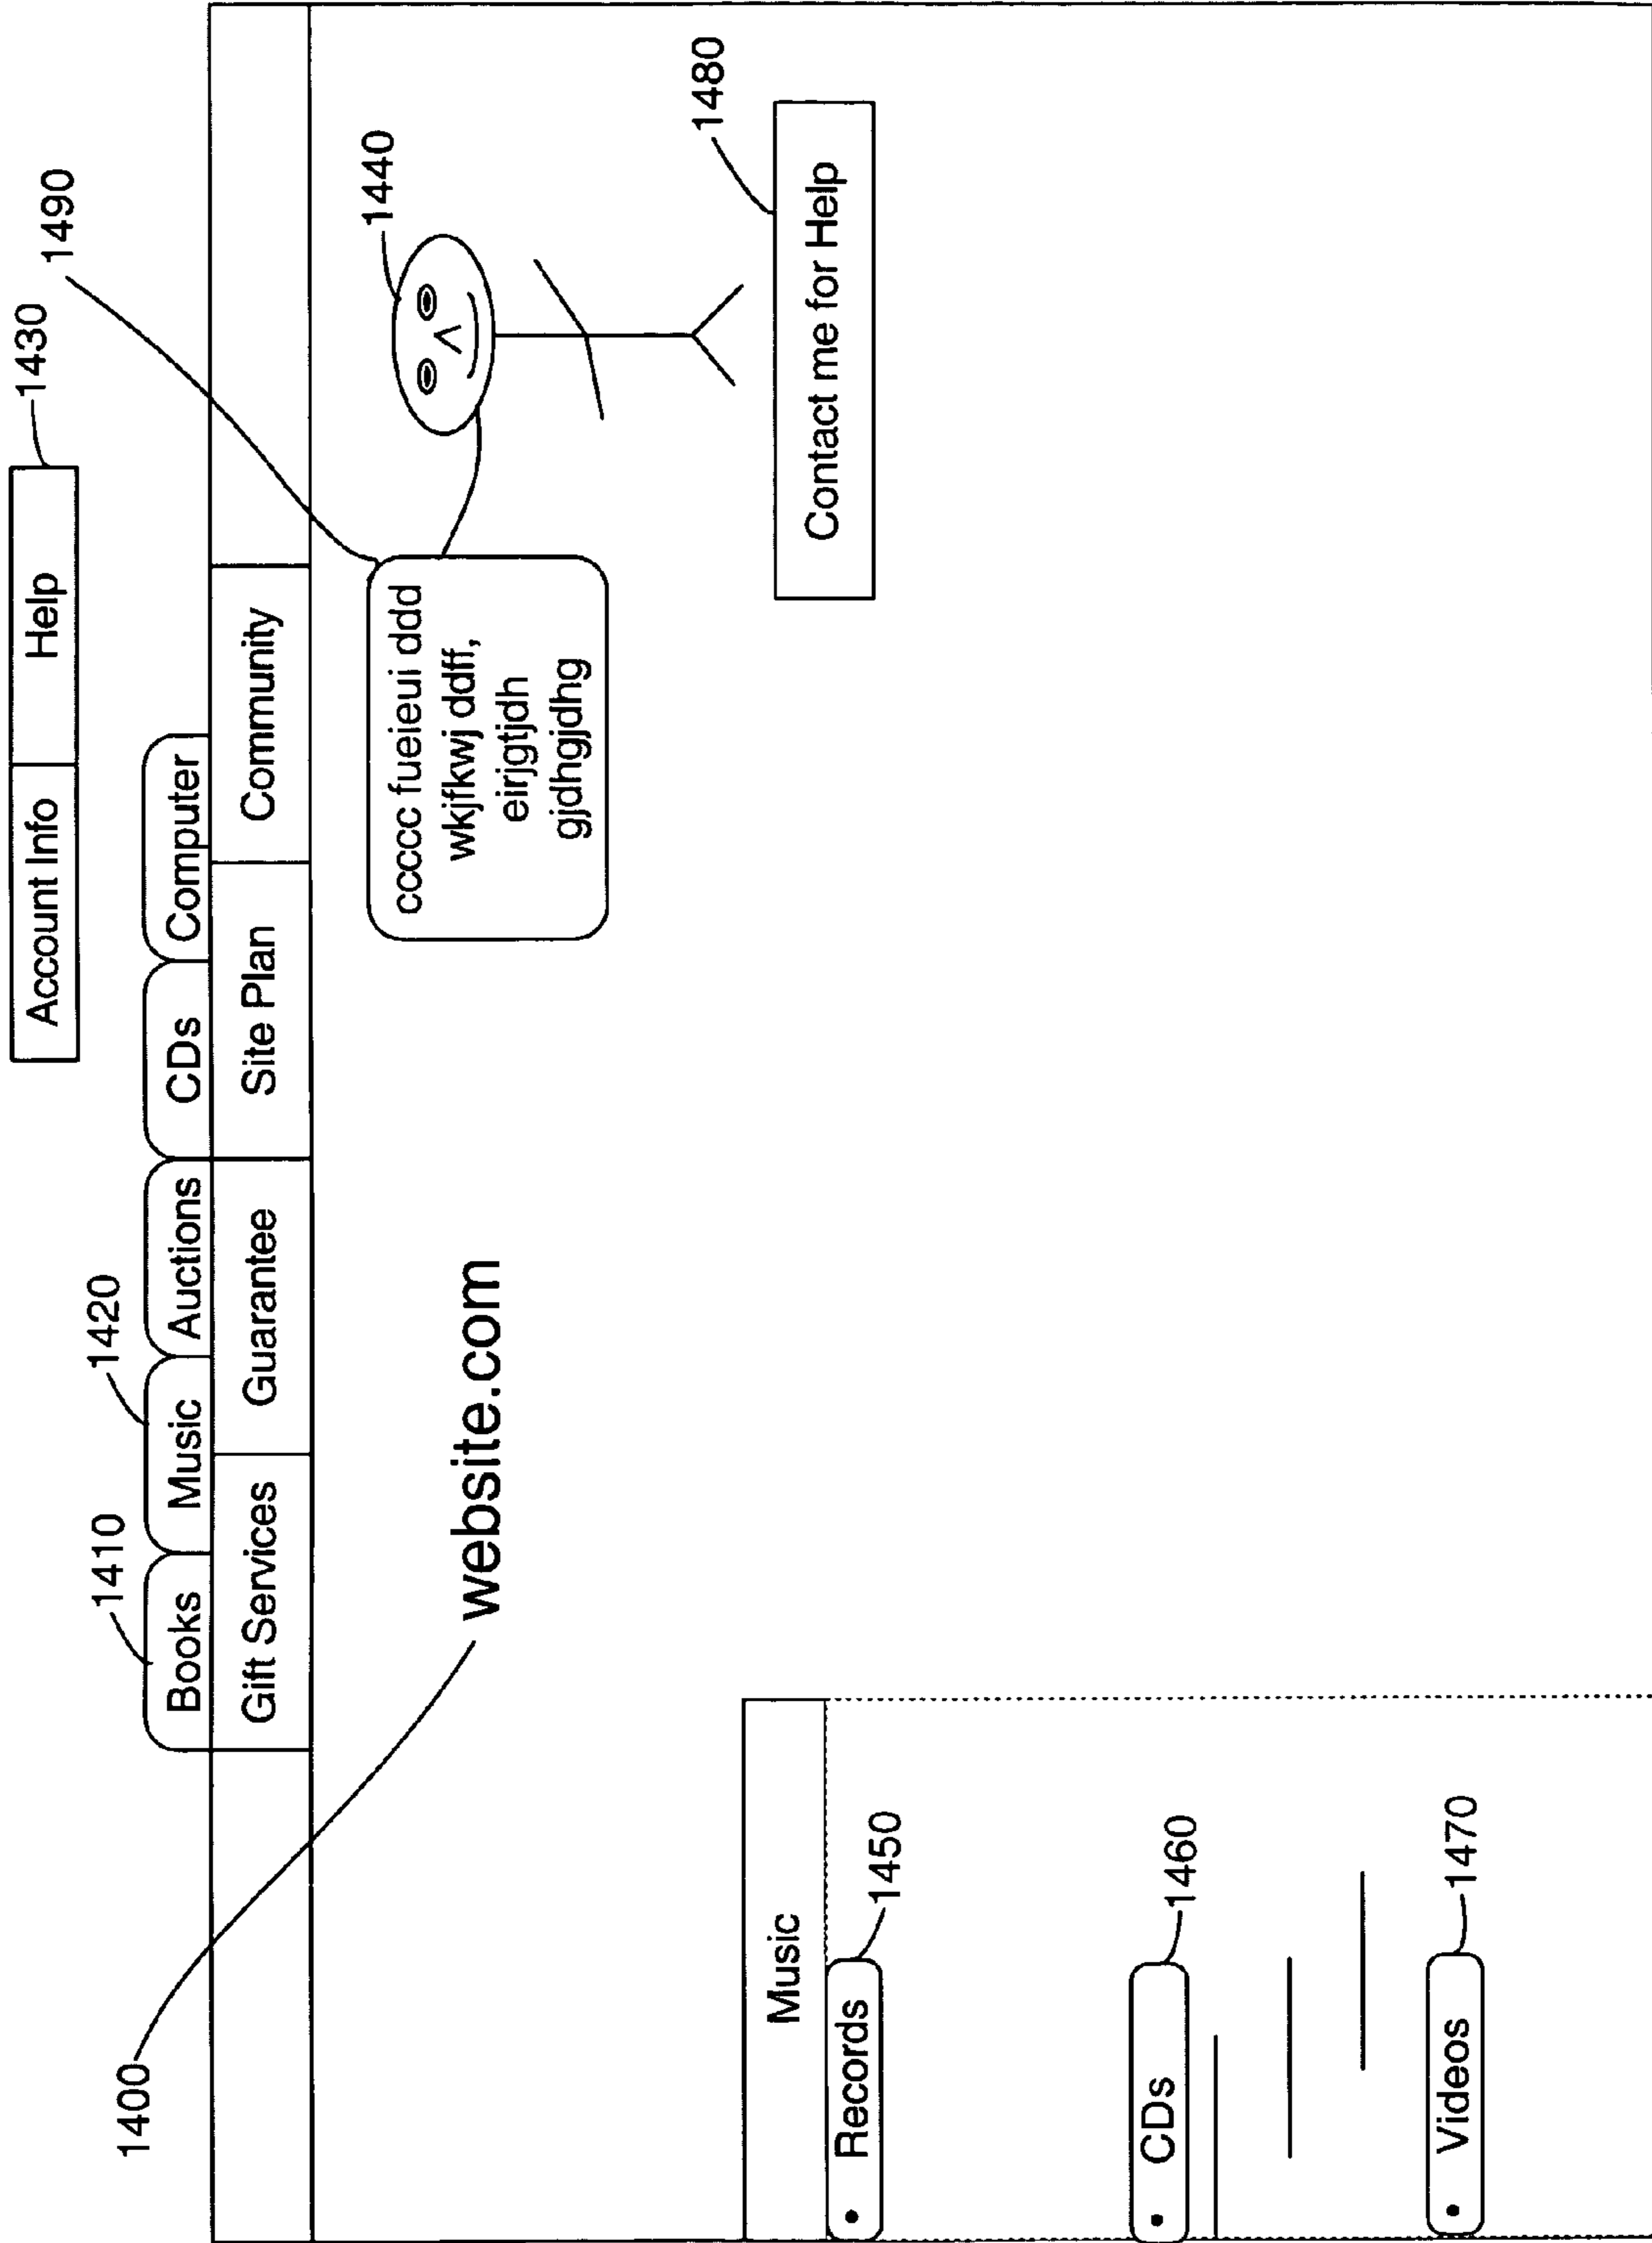 1490
1430
Account Info Help
1410
1420
Books Music Auctions CDs Computer
Gift Services Guarantee Site Plan Community
1400
website.com
ccccc fueieui ddd
wkjfkwj ddff,
eirjgtjdh
gjdhgjdhg
1440
1480
Contact me for Help
Music
• Records
1450
• CDs
1460
• Videos
1470